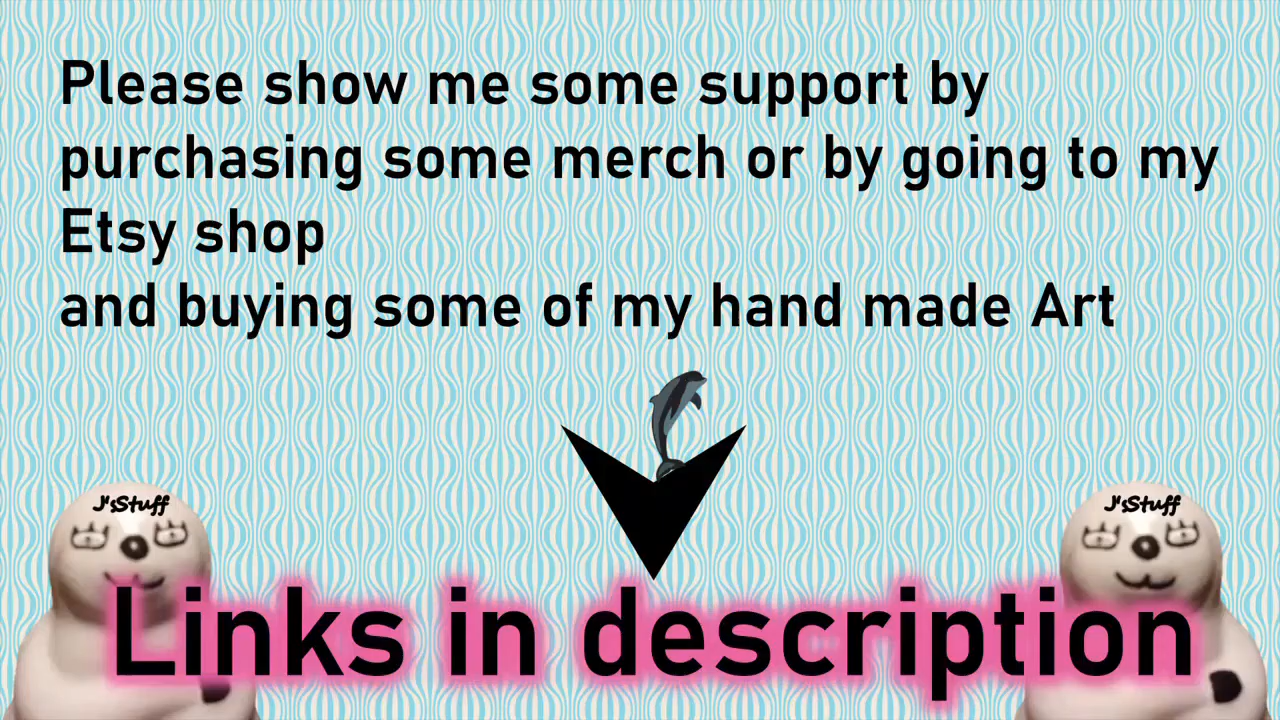 Please show me some support by
purchasing some merch or by going to my
Etsy shop
and buying some of my hand made Art
J'sStuff
J'sStuff
Links in description